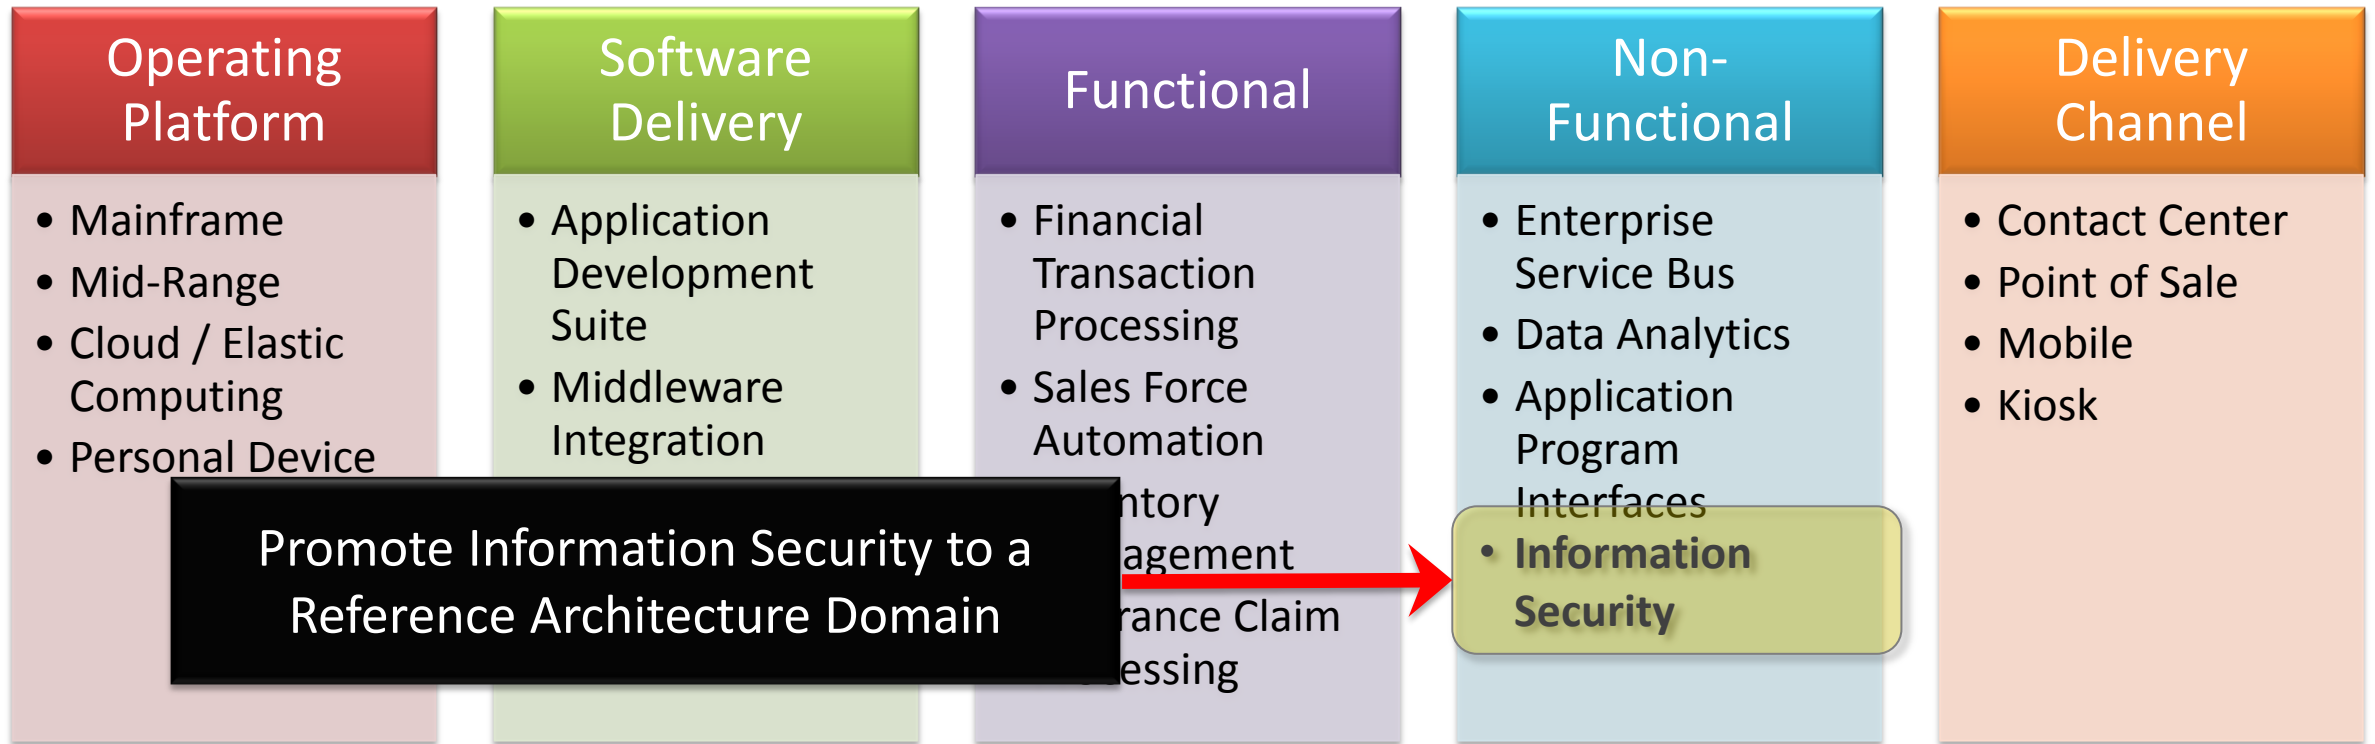 Operating
Platform
• Mainframe
• Mid-Range
• Cloud / Elastic
Computing
• Personal Device
Software
Delivery
• Application
Development
Suite
• Middleware
Integration
Functional
• Financial
Transaction
Processing
• Sales Force
Automation
ntory
agement
rance Claim
essing
Non-
Functional
• Enterprise
Service Bus
• Data Analytics
• Application
Program
Interfaces
• Information
Security
Delivery
Channel
• Contact Center
• Point of Sale
• Mobile
• Kiosk
Promote Information Security to a
Reference Architecture Domain